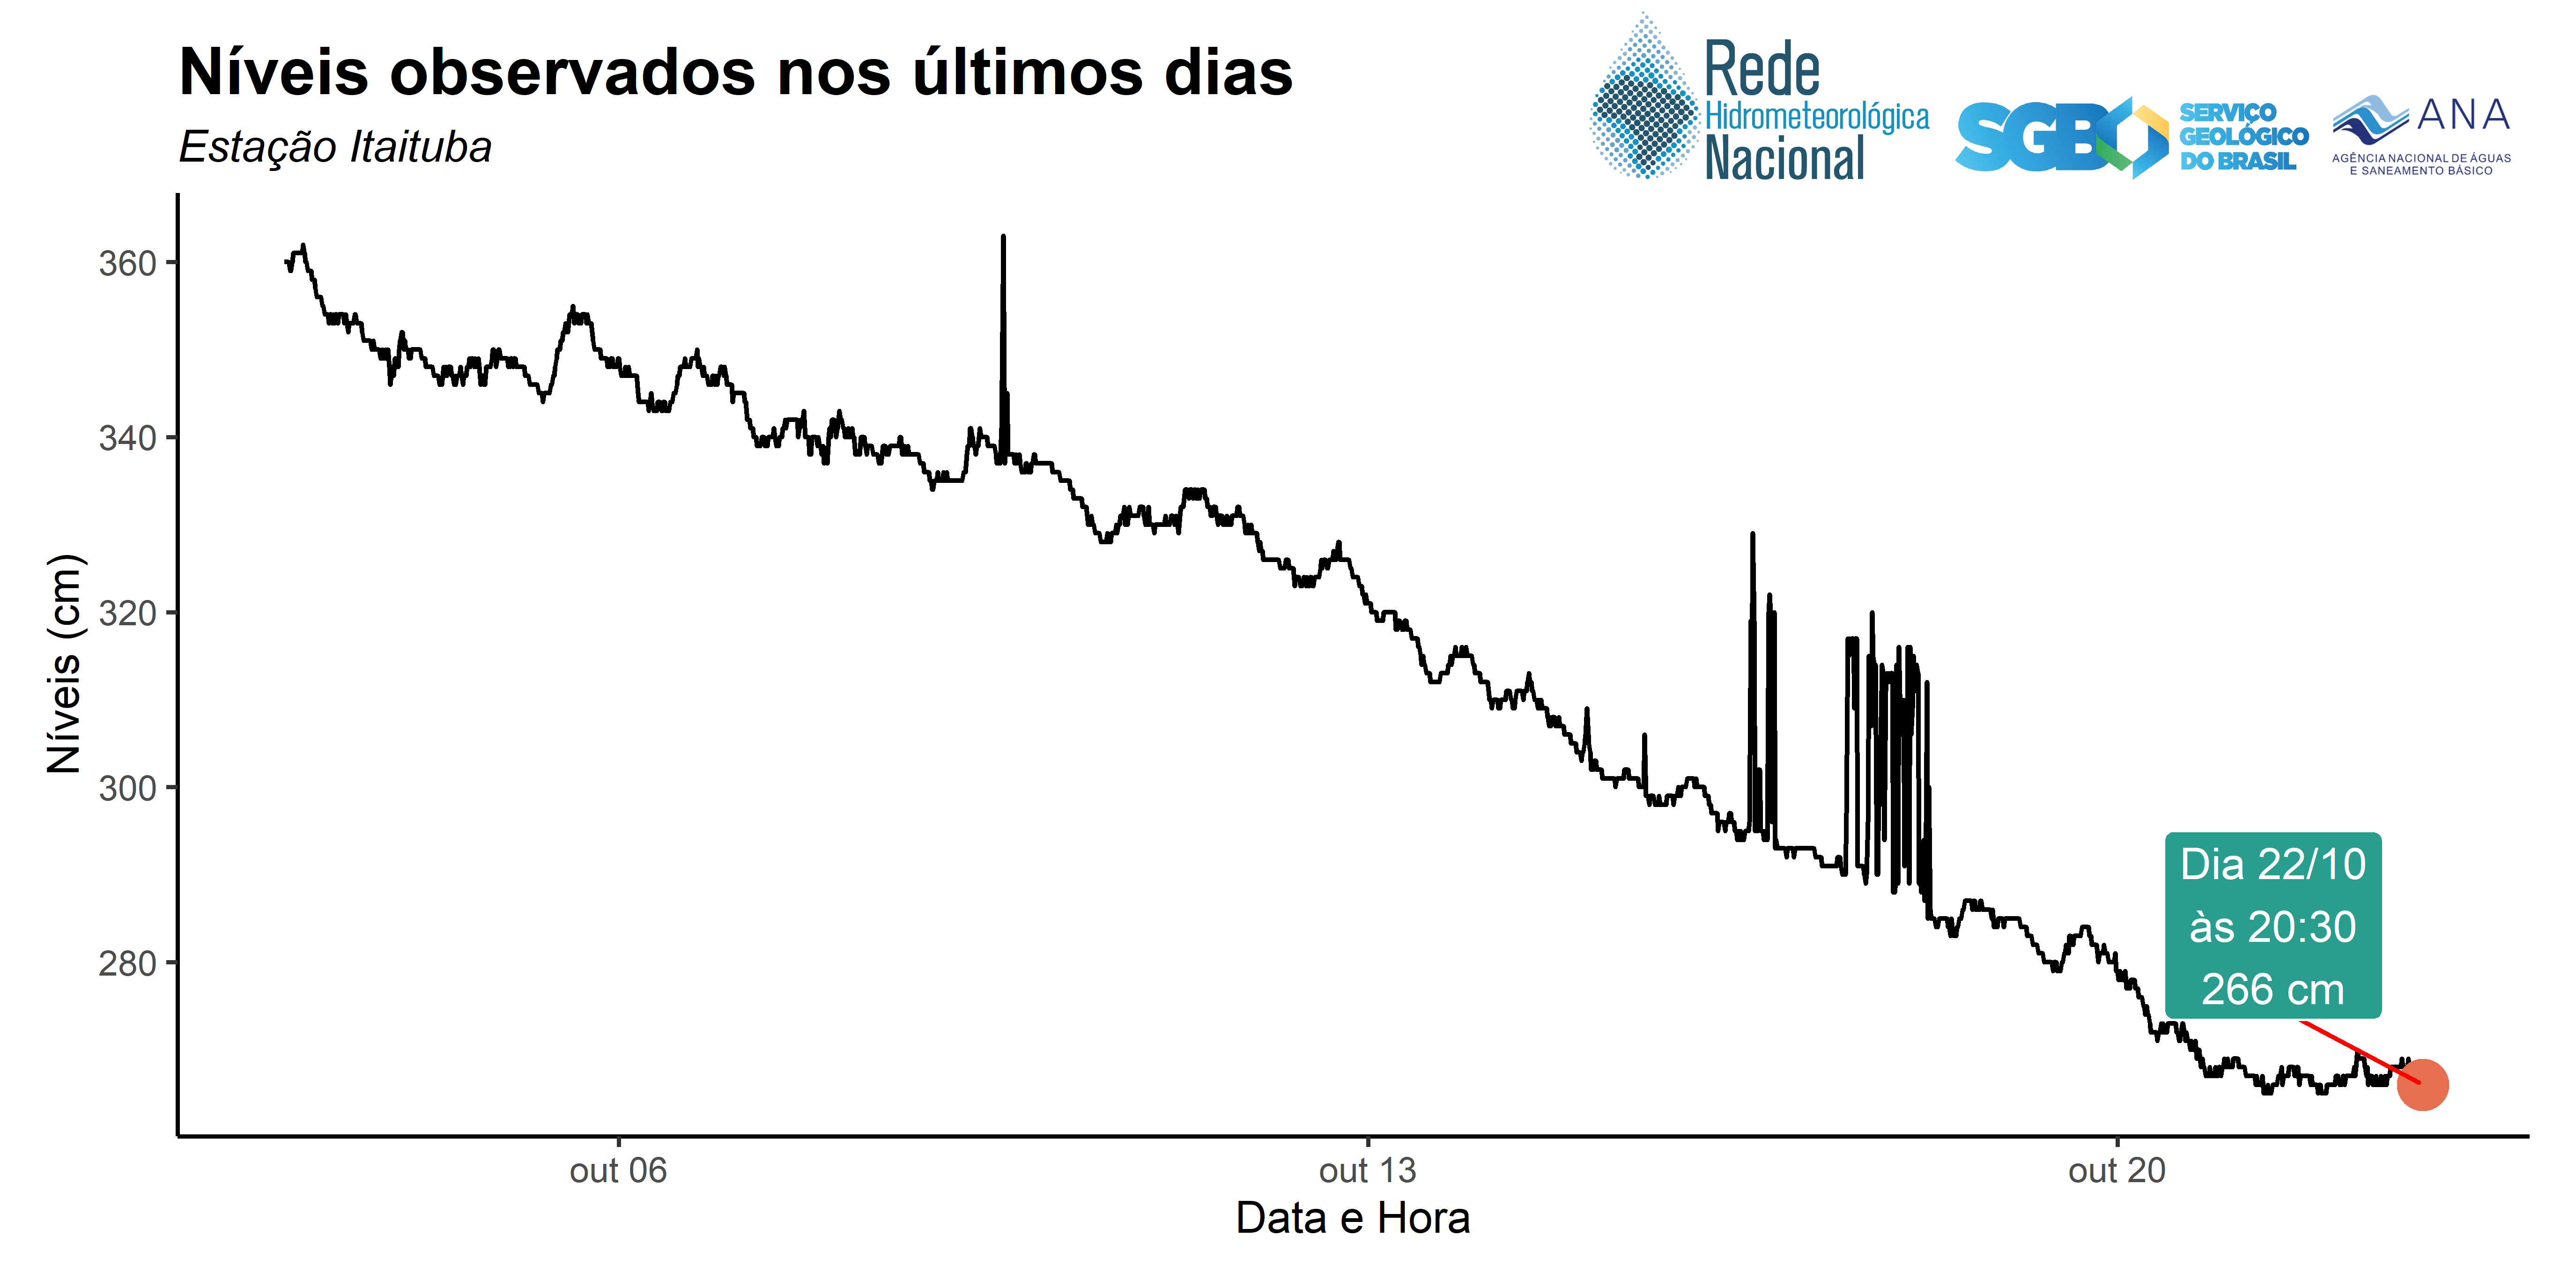 Níveis observados nos últimos dias
Estação Itaituba
Rede
Hidrometeorológica
Nacional
SGB
SERVIÇO
GEOLÓGICO
DO BRASIL
ANA
AGÊNCIA NACIONAL DE ÁGUAS
E SANEAMENTO BÁSICO
Níveis (cm)
360
340
320
300
280
Dia 22/10
às 20:30
266 cm
out 06
out 13
out 20
Data e Hora